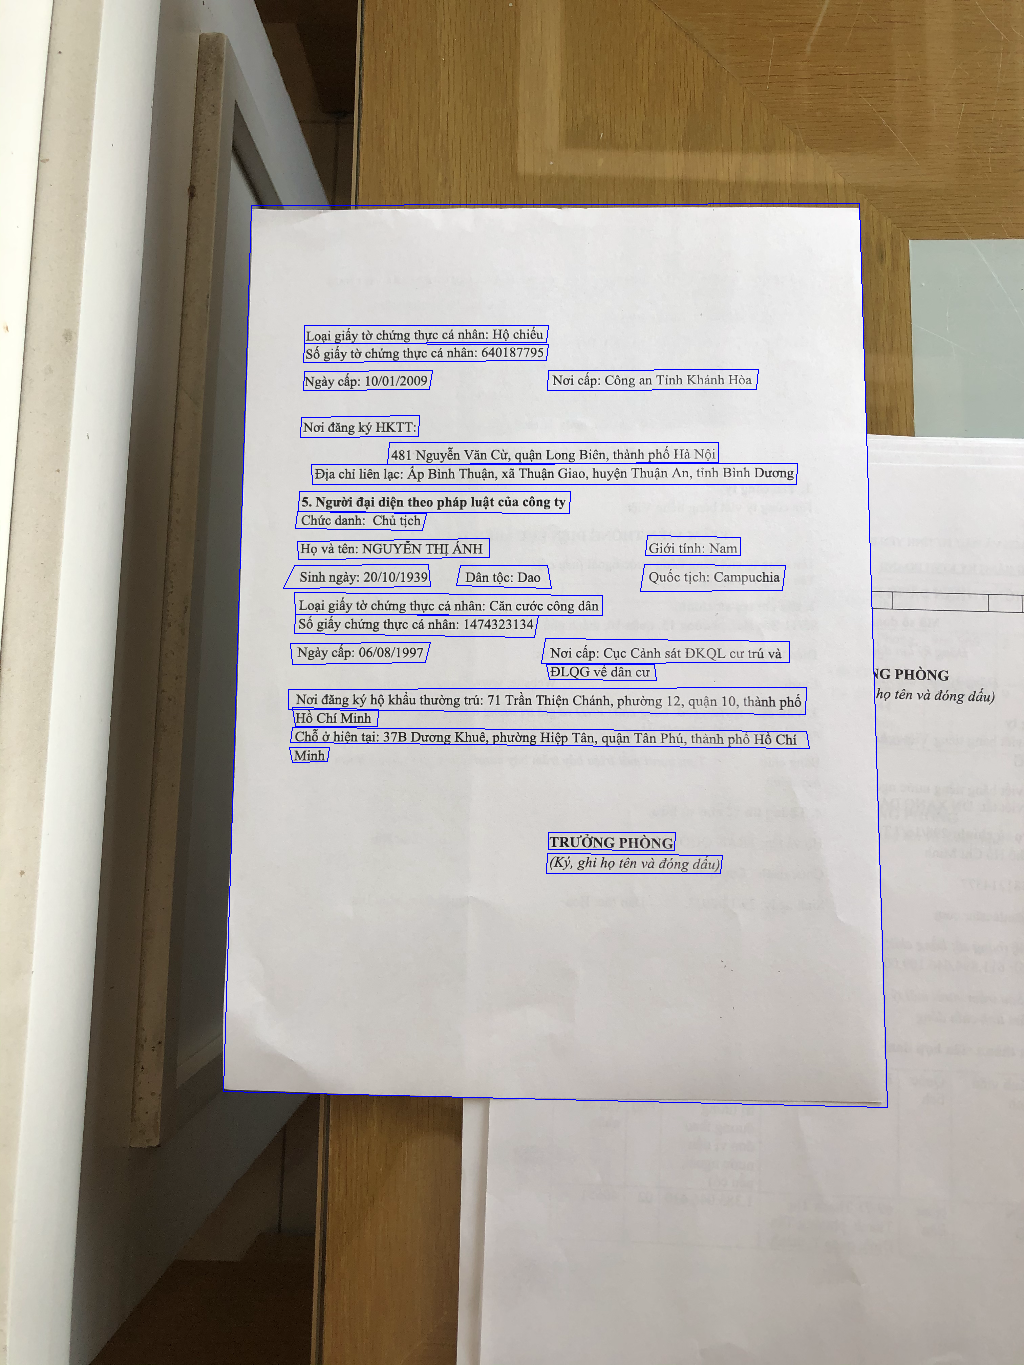 Loại giấy tờ chứng thực cá nhân: Hộ chiếu
Số giấy tờ chứng thực cá nhân: 640187795
Ngày cấp: 10/01/2009 Nơi cấp: Công an Tỉnh Khánh Hòa
Nơi đăng ký HKTT:
481 Nguyễn Văn Cừ, quận Long Biên, thành phố Hà Nội
Địa chỉ liên lạc: Ấp Bình Thuận, xã Thuận Giao, huyện Thuận An, tỉnh Bình Dương
5. Người đại diện theo pháp luật của công ty
Chức danh: Chủ tịch
Họ và tên: NGUYỄN THỊ ÁNH Giới tính: Nam
Sinh ngày: 20/10/1939 Dân tộc: Dao Quốc tịch: Campuchia
Loại giấy tờ chứng thực cá nhân: Căn cước công dân
Số giấy chứng thực cá nhân: 1474323134
Ngày cấp: 06/08/1997 Nơi cấp: Cục Cảnh sát ĐKQL cư trú và
ĐLQG về dân cư
Nơi đăng ký hộ khẩu thường trú: 71 Trần Thiện Chánh, phường 12, quận 10, thành phố
Hồ Chí Minh
Chỗ ở hiện tại: 37B Dương Khuê, phường Hiệp Tân, quận Tân Phú, thành phố Hồ Chí
Minh
TRƯỞNG PHÒNG
(Ký, ghi họ tên và đóng dấu)
NG PHÒNG
họ tên và đóng dấu)